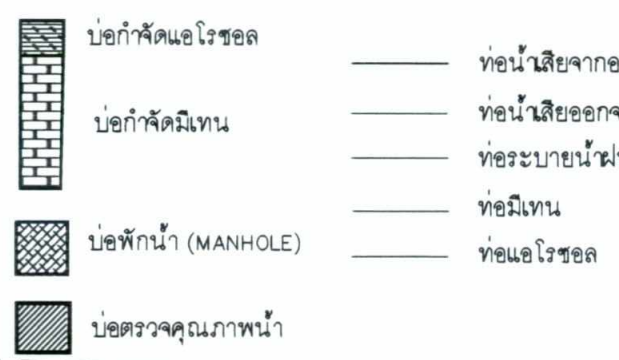 บ่อกำจัดแอโรซอล
บ่อกำจัดมีเทน
บ่อพักน้ำ (MANHOLE)
บ่อตรวจคุณภาพน้ำ
ท่อน้ำเสียจากอ
ท่อน้ำเสียออกจ
ท่อระบายน้ำฝ
ท่อมีเทน
ท่อแอโรซอล